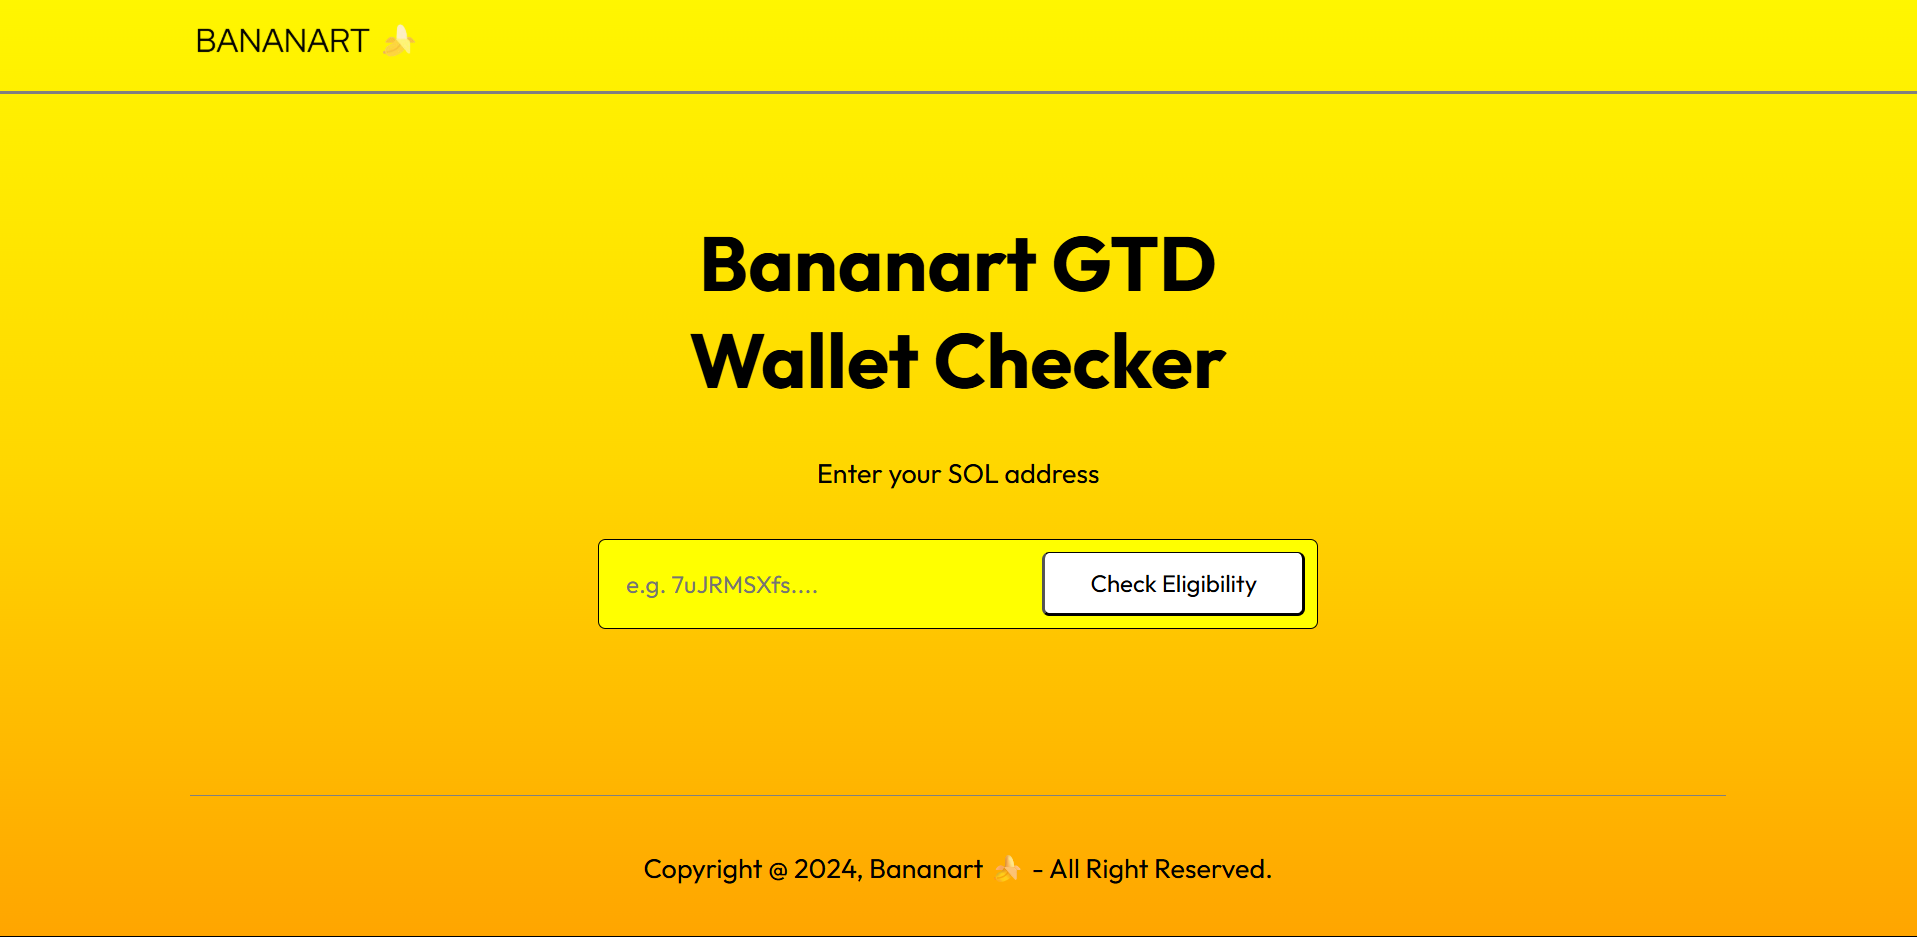 BANANART 🍌
Bananart GTD
Wallet Checker
Enter your SOL address
e.g. 7uJRMSXfs....
Check Eligibility
Copyright @ 2024, Bananart 🍌 - All Right Reserved.